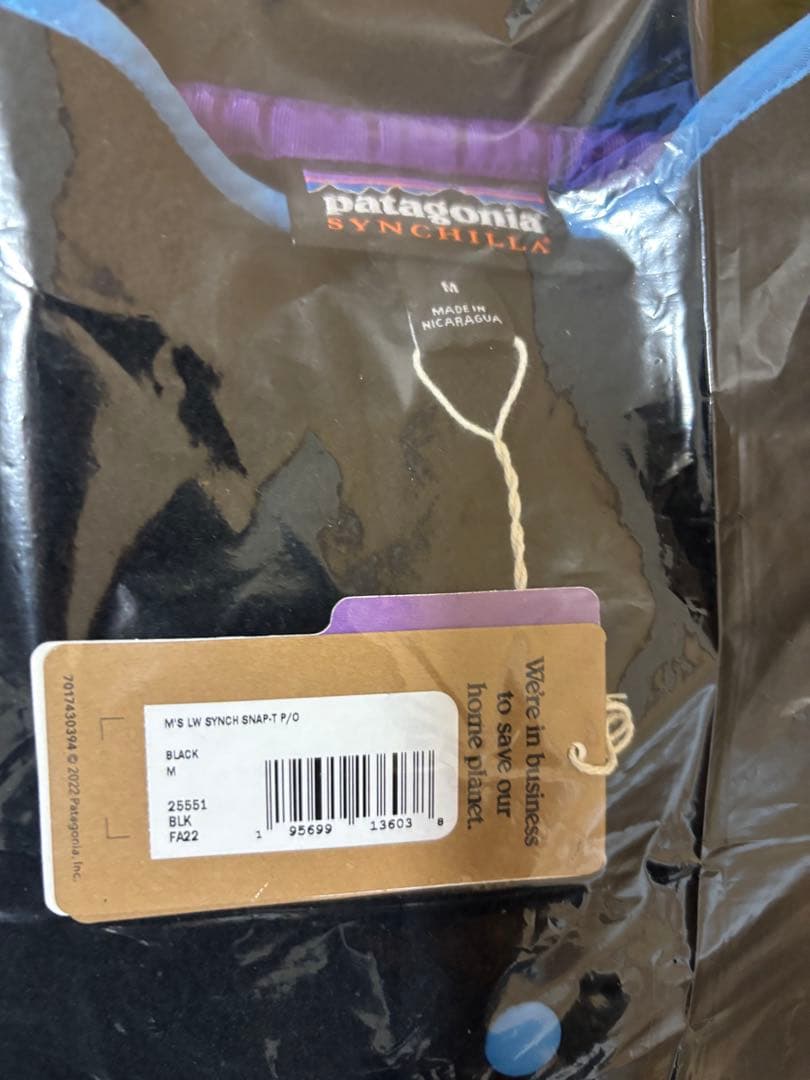 patagonia
SYNCHILLA®
M
MADE IN
NICARAGUA
We're in business
to save our
home planet.
M'S LW SYNCH SNAP-T P/O
BLACK
M
25551
BLK
FA22
1 95699 13603 8
7017430394 © 2022 Patagonia, Inc.